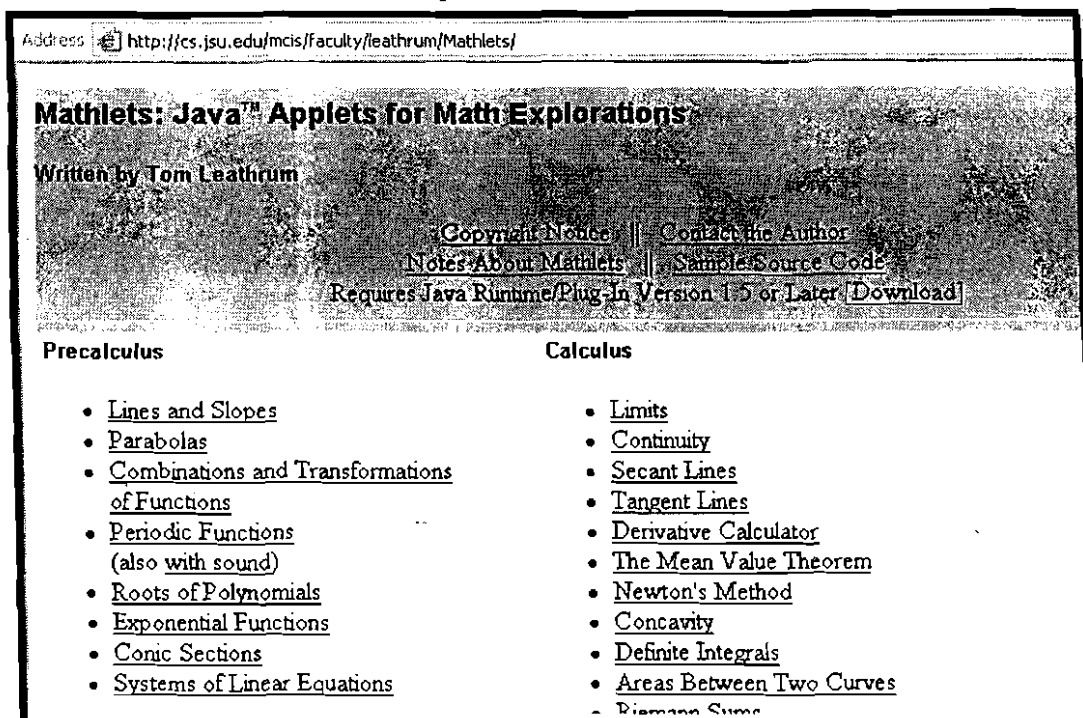 Address http://cs.jsu.edu/mcis/faculty/leathrum/Mathlets/
Mathlets: Java™ Applets for Math Explorations
Written by Tom Leathrum
Copyright Notice || Contact the Author
Notes About Mathlets || Sample Source Code
Requires Java Runtime/Plug-In Version 1.5 or Later [Download]
Precalculus
• Lines and Slopes
• Parabolas
• Combinations and Transformations
of Functions
• Periodic Functions
(also with sound)
• Roots of Polynomials
• Exponential Functions
• Conic Sections
• Systems of Linear Equations
Calculus
• Limits
• Continuity
• Secant Lines
• Tangent Lines
• Derivative Calculator
• The Mean Value Theorem
• Newton's Method
• Concavity
• Definite Integrals
• Areas Between Two Curves
• Riemann Sums